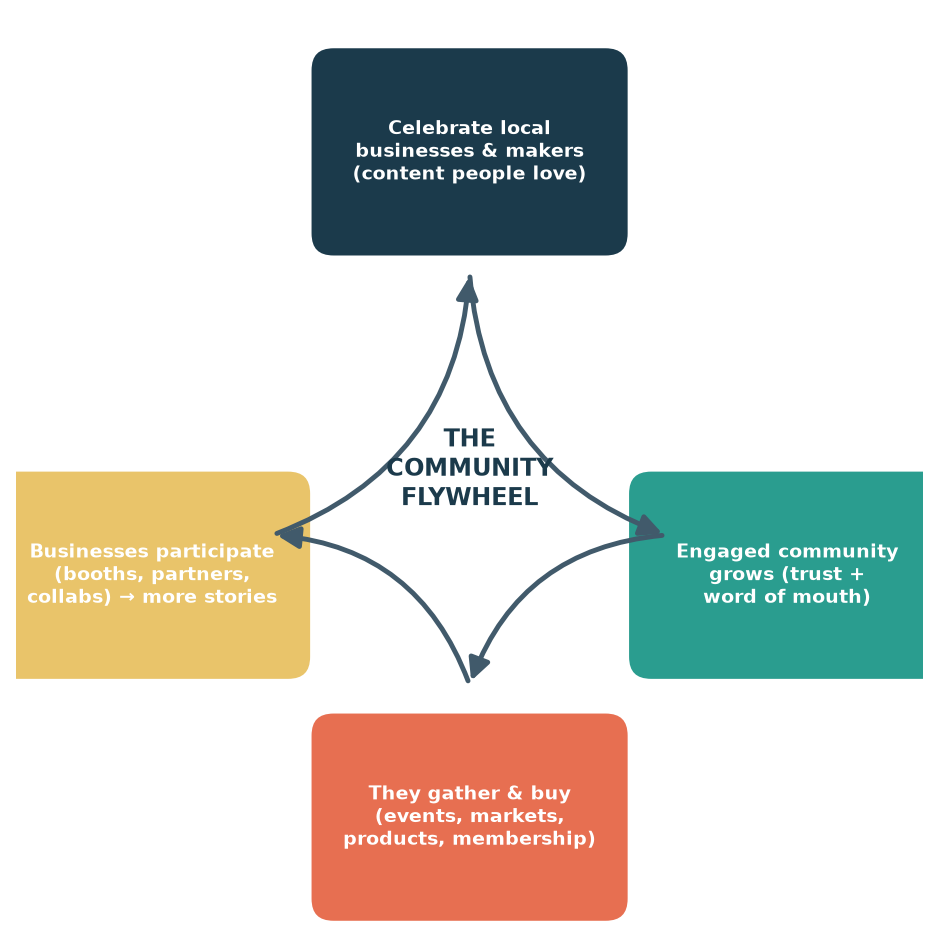 Celebrate local
businesses & makers
(content people love)
THE
COMMUNITY
FLYWHEEL
Businesses participate
(booths, partners,
collabs) → more stories
Engaged community
grows (trust +
word of mouth)
They gather & buy
(events, markets,
products, membership)